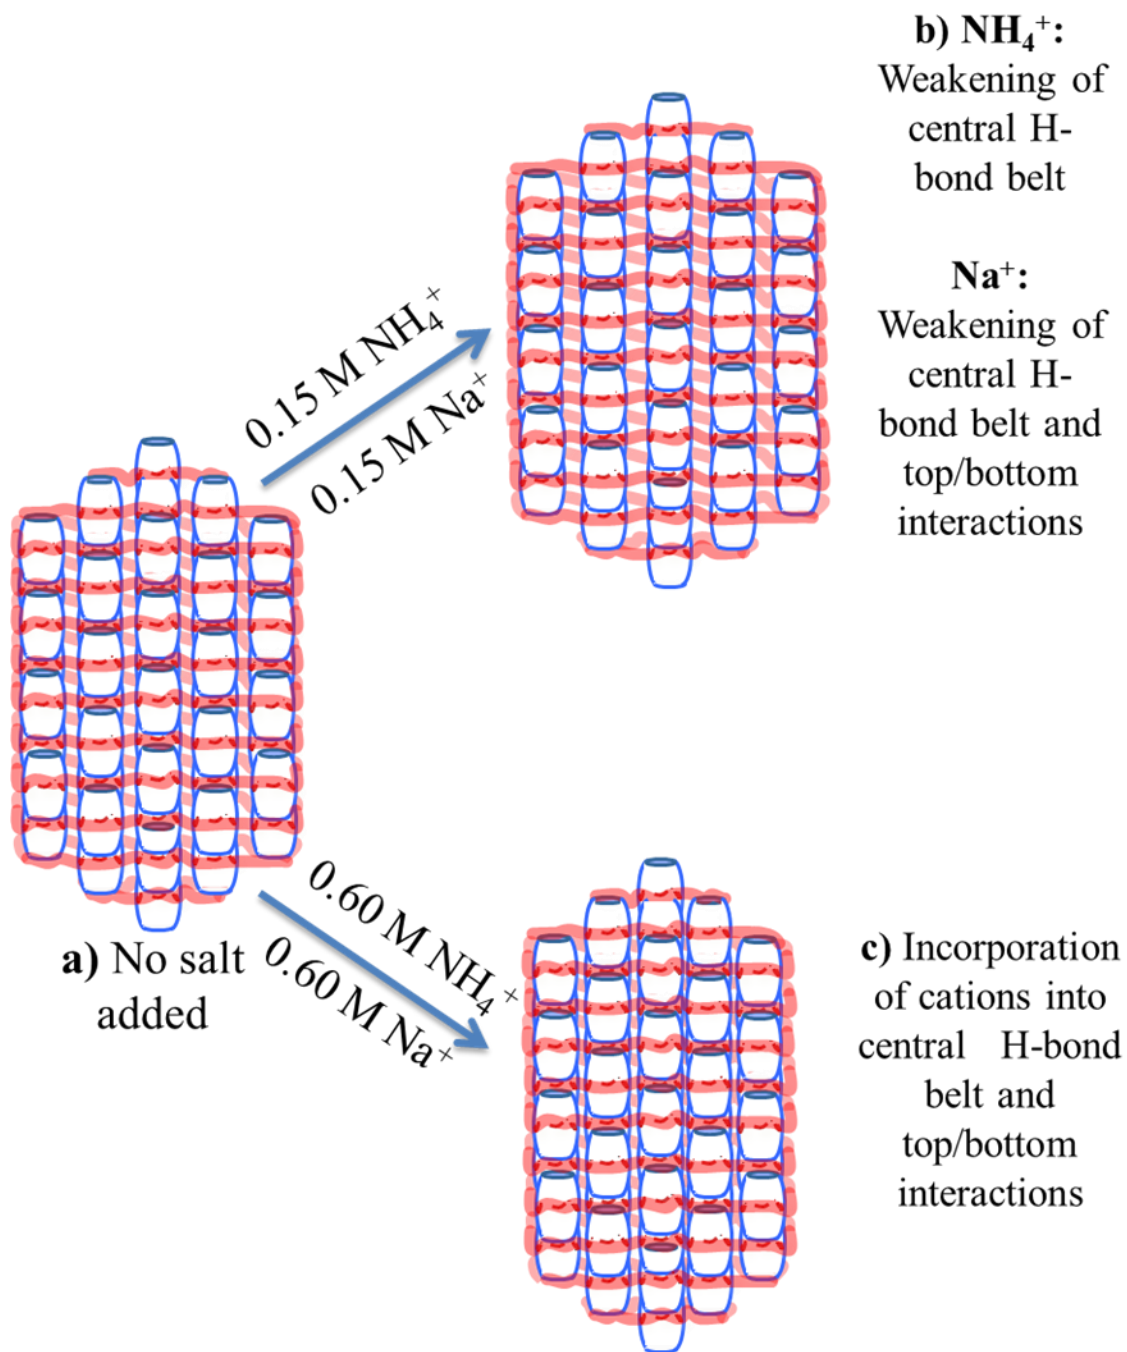 b) NH₄⁺:
Weakening of
central H-
bond belt
Na⁺:
Weakening of
central H-
bond belt and
top/bottom
interactions
0.15 M NH₄⁺
0.15 M Na⁺
a) No salt
added
0.60 M NH₄⁺
0.60 M Na⁺
c) Incorporation
of cations into
central H-bond
belt and
top/bottom
interactions